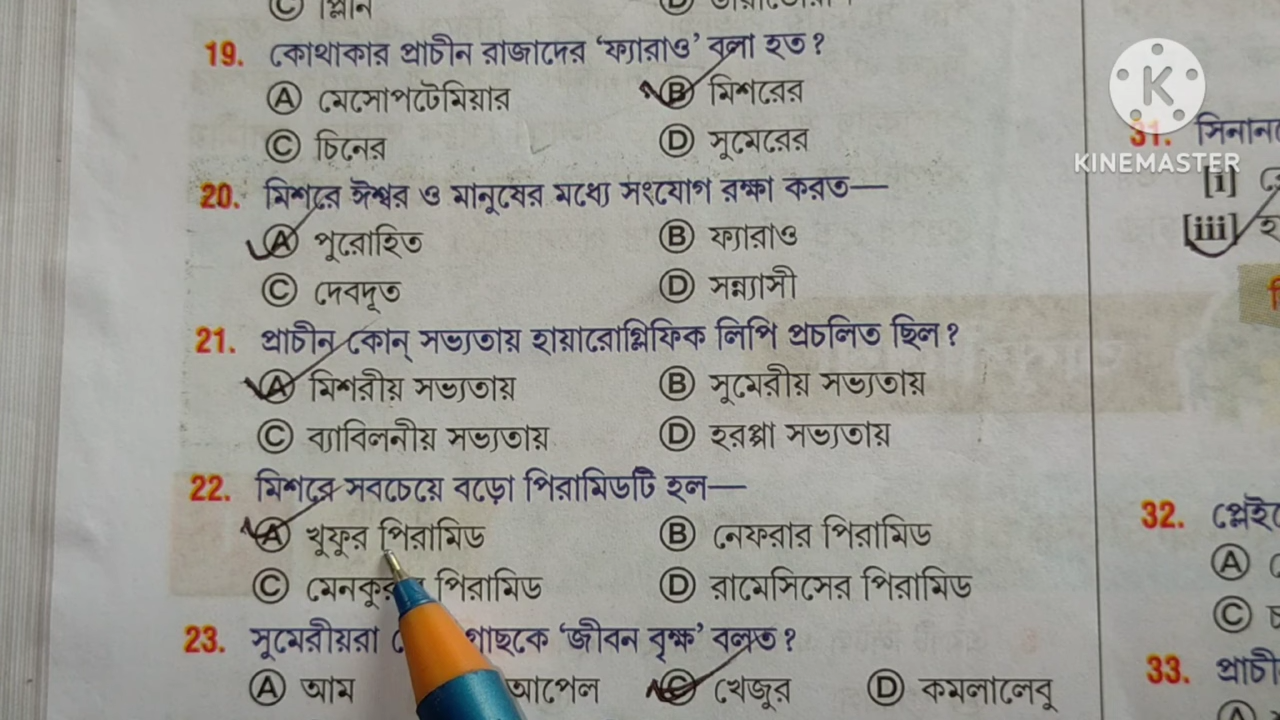 C প্লিনি
19. কোথাকার প্রাচীন রাজাদের ‘ফ্যারাও’ বলা হত?
A মেসোপটেমিয়ার B মিশরের
C চিনের D সুমেরের
20. মিশরে ঈশ্বর ও মানুষের মধ্যে সংযোগ রক্ষা করত—
A পুরোহিত B ফ্যারাও
C দেবদূত D সন্ন্যাসী
21. প্রাচীন কোন্ সভ্যতায় হায়ারোগ্লিফিক লিপি প্রচলিত ছিল?
A মিশরীয় সভ্যতায় B সুমেরীয় সভ্যতায়
C ব্যাবিলনীয় সভ্যতায় D হরপ্পা সভ্যতায়
22. মিশরে সবচেয়ে বড়ো পিরামিডটি হল—
A খুফুর পিরামিড B নেফরার পিরামিড
C পিরামিড D রামেসিসের পিরামিড
23. সুমেরীয়রা গাছকে ‘জীবন বৃক্ষ’ বলত?
A আম আপেল C খেজুর D কমলালেবু
31.
[i]
[iii]
32.
A
C
33.
KINEMASTER